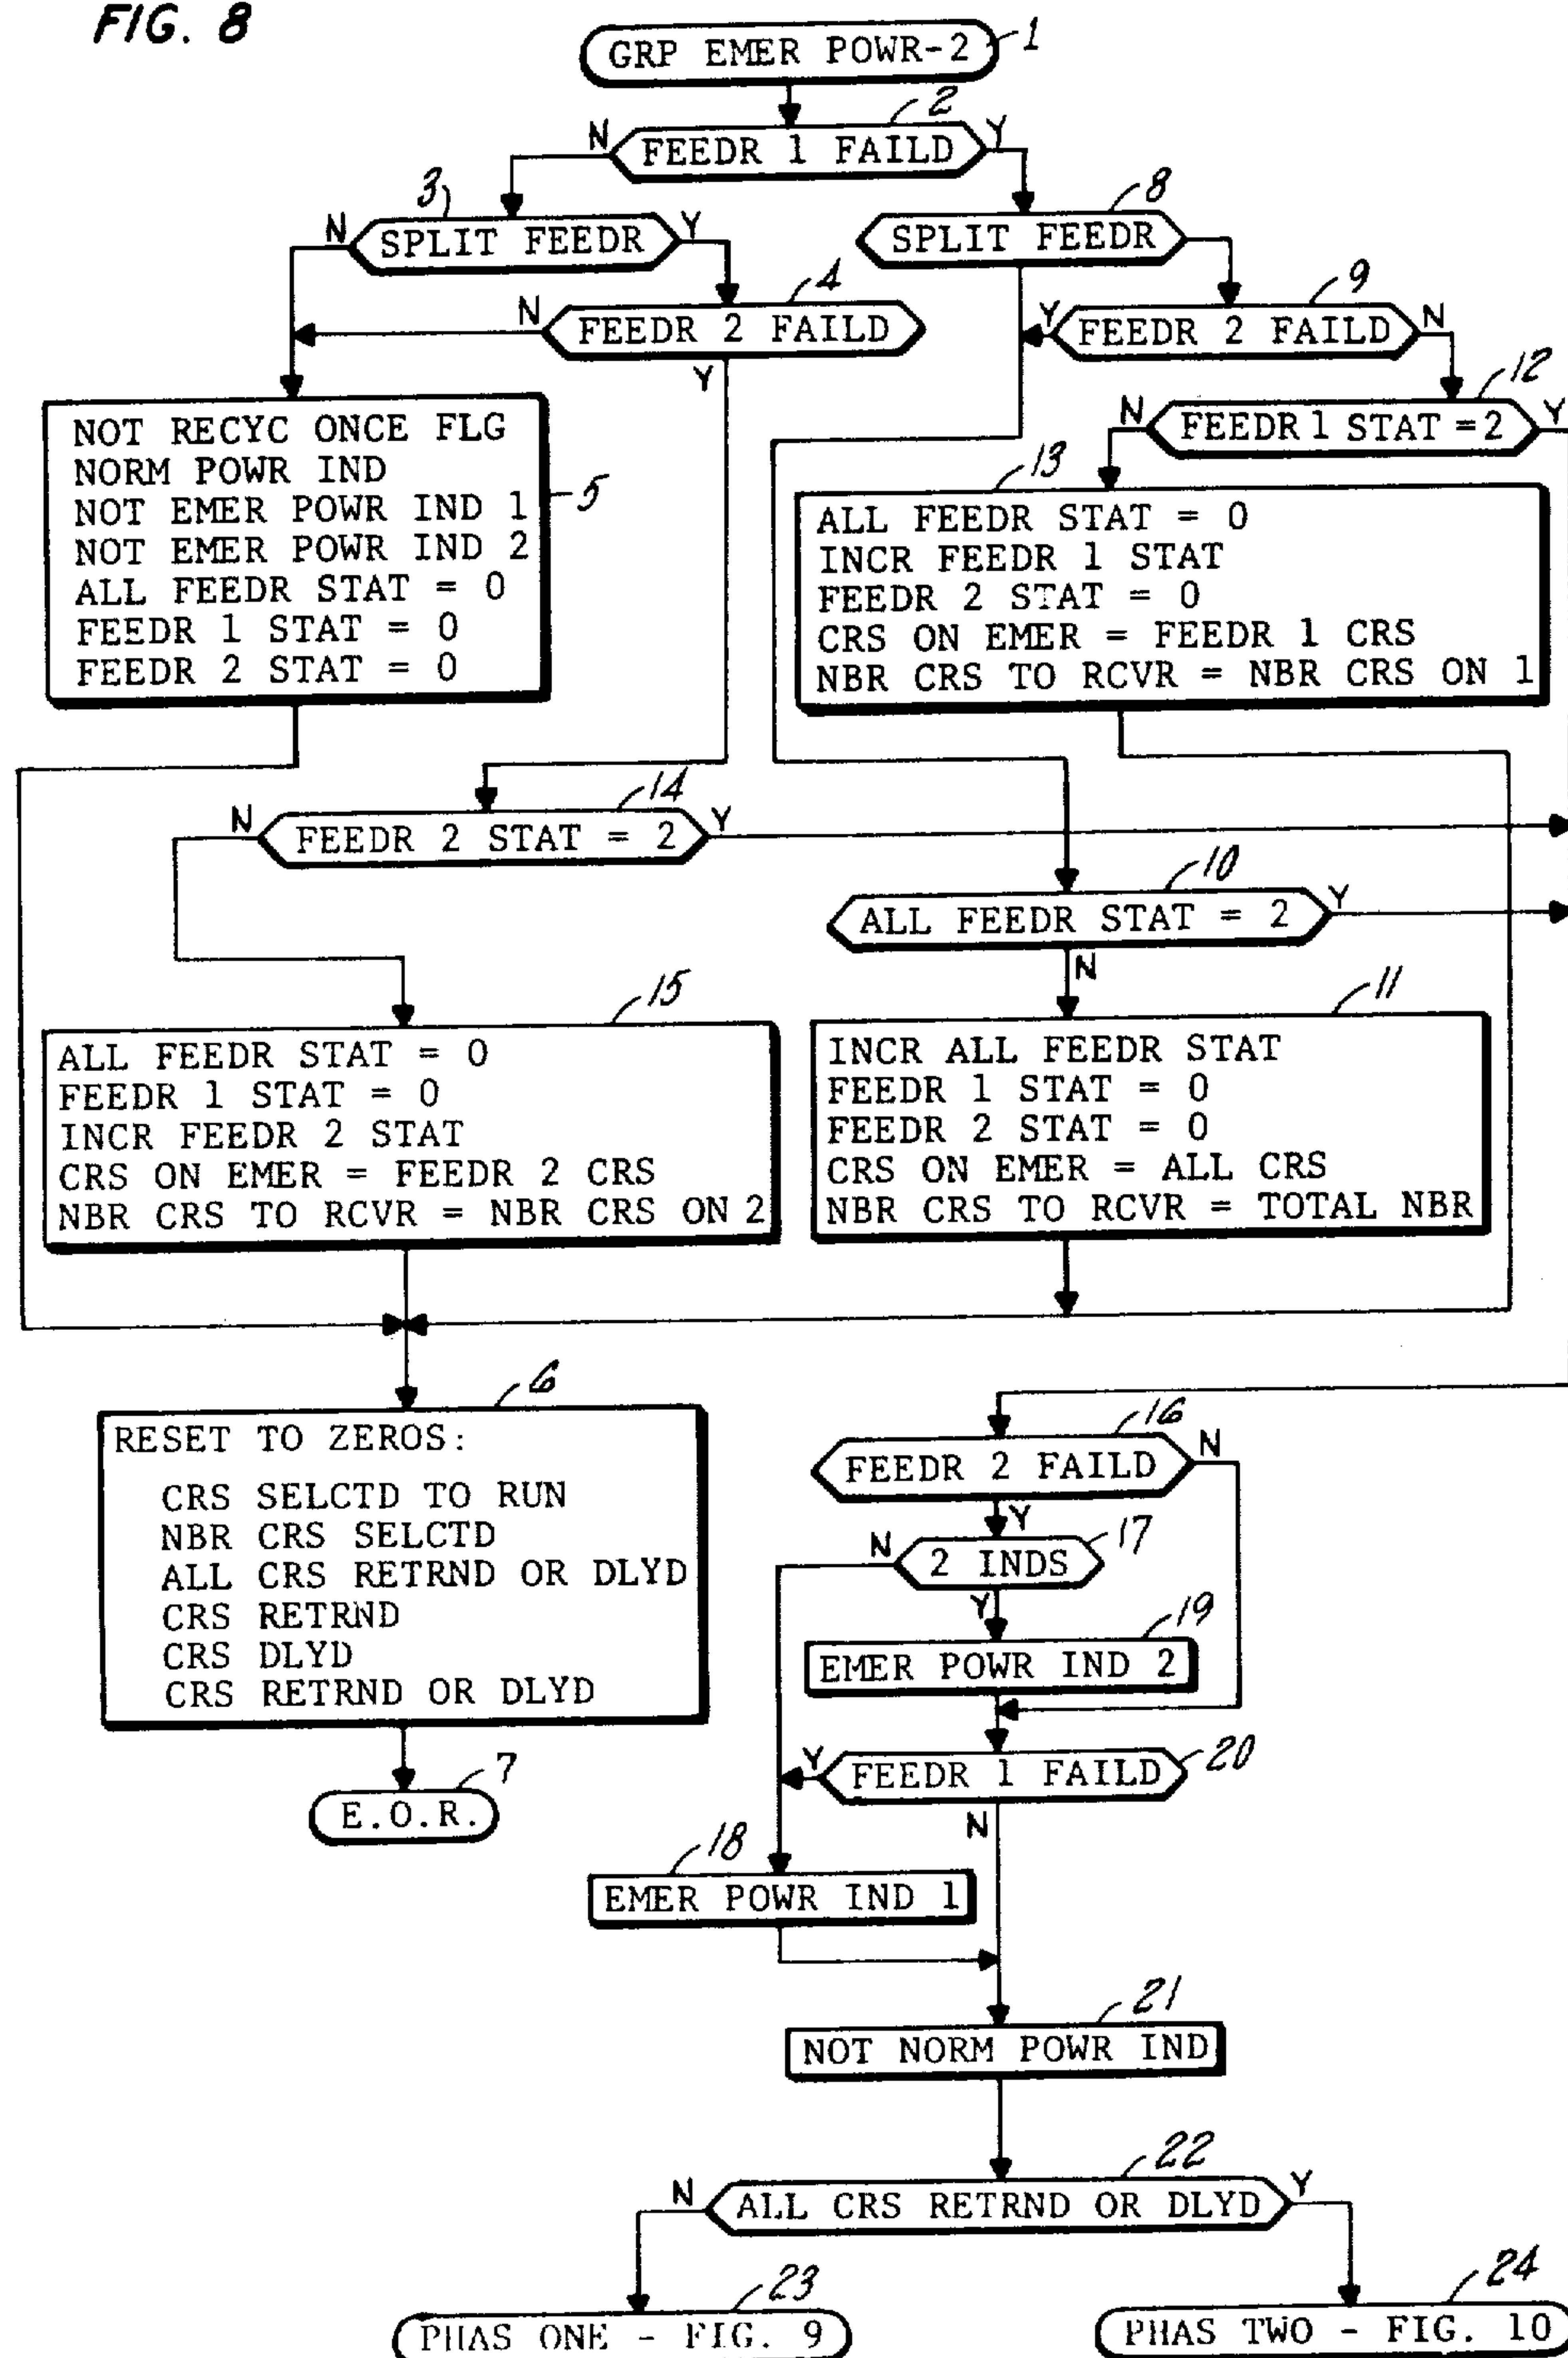 FIG. 8
GRP EMER POWR-2
1
2
N
FEEDR 1 FAILD
Y
3
N
SPLIT FEEDR
Y
8
SPLIT FEEDR
4
N
FEEDR 2 FAILD
Y
9
Y
FEEDR 2 FAILD
N
12
N
FEEDR 1 STAT = 2
Y
NOT RECYC ONCE FLG
NORM POWR IND
NOT EMER POWR IND 1
NOT EMER POWR IND 2
ALL FEEDR STAT = 0
FEEDR 1 STAT = 0
FEEDR 2 STAT = 0
5
13
ALL FEEDR STAT = 0
INCR FEEDR 1 STAT
FEEDR 2 STAT = 0
CRS ON EMER = FEEDR 1 CRS
NBR CRS TO RCVR = NBR CRS ON 1
14
N
FEEDR 2 STAT = 2
Y
10
ALL FEEDR STAT = 2
Y
N
15
ALL FEEDR STAT = 0
FEEDR 1 STAT = 0
INCR FEEDR 2 STAT
CRS ON EMER = FEEDR 2 CRS
NBR CRS TO RCVR = NBR CRS ON 2
11
INCR ALL FEEDR STAT
FEEDR 1 STAT = 0
FEEDR 2 STAT = 0
CRS ON EMER = ALL CRS
NBR CRS TO RCVR = TOTAL NBR
6
RESET TO ZEROS:
CRS SELCTD TO RUN
NBR CRS SELCTD
ALL CRS RETRND OR DLYD
CRS RETRND
CRS DLYD
CRS RETRND OR DLYD
7
E.O.R.
16
FEEDR 2 FAILD
N
Y
17
N
2 INDS
Y
19
EMER POWR IND 2
Y
FEEDR 1 FAILD
20
N
18
EMER POWR IND 1
21
NOT NORM POWR IND
22
N
ALL CRS RETRND OR DLYD
Y
23
PHAS ONE - FIG. 9
24
PHAS TWO - FIG. 10